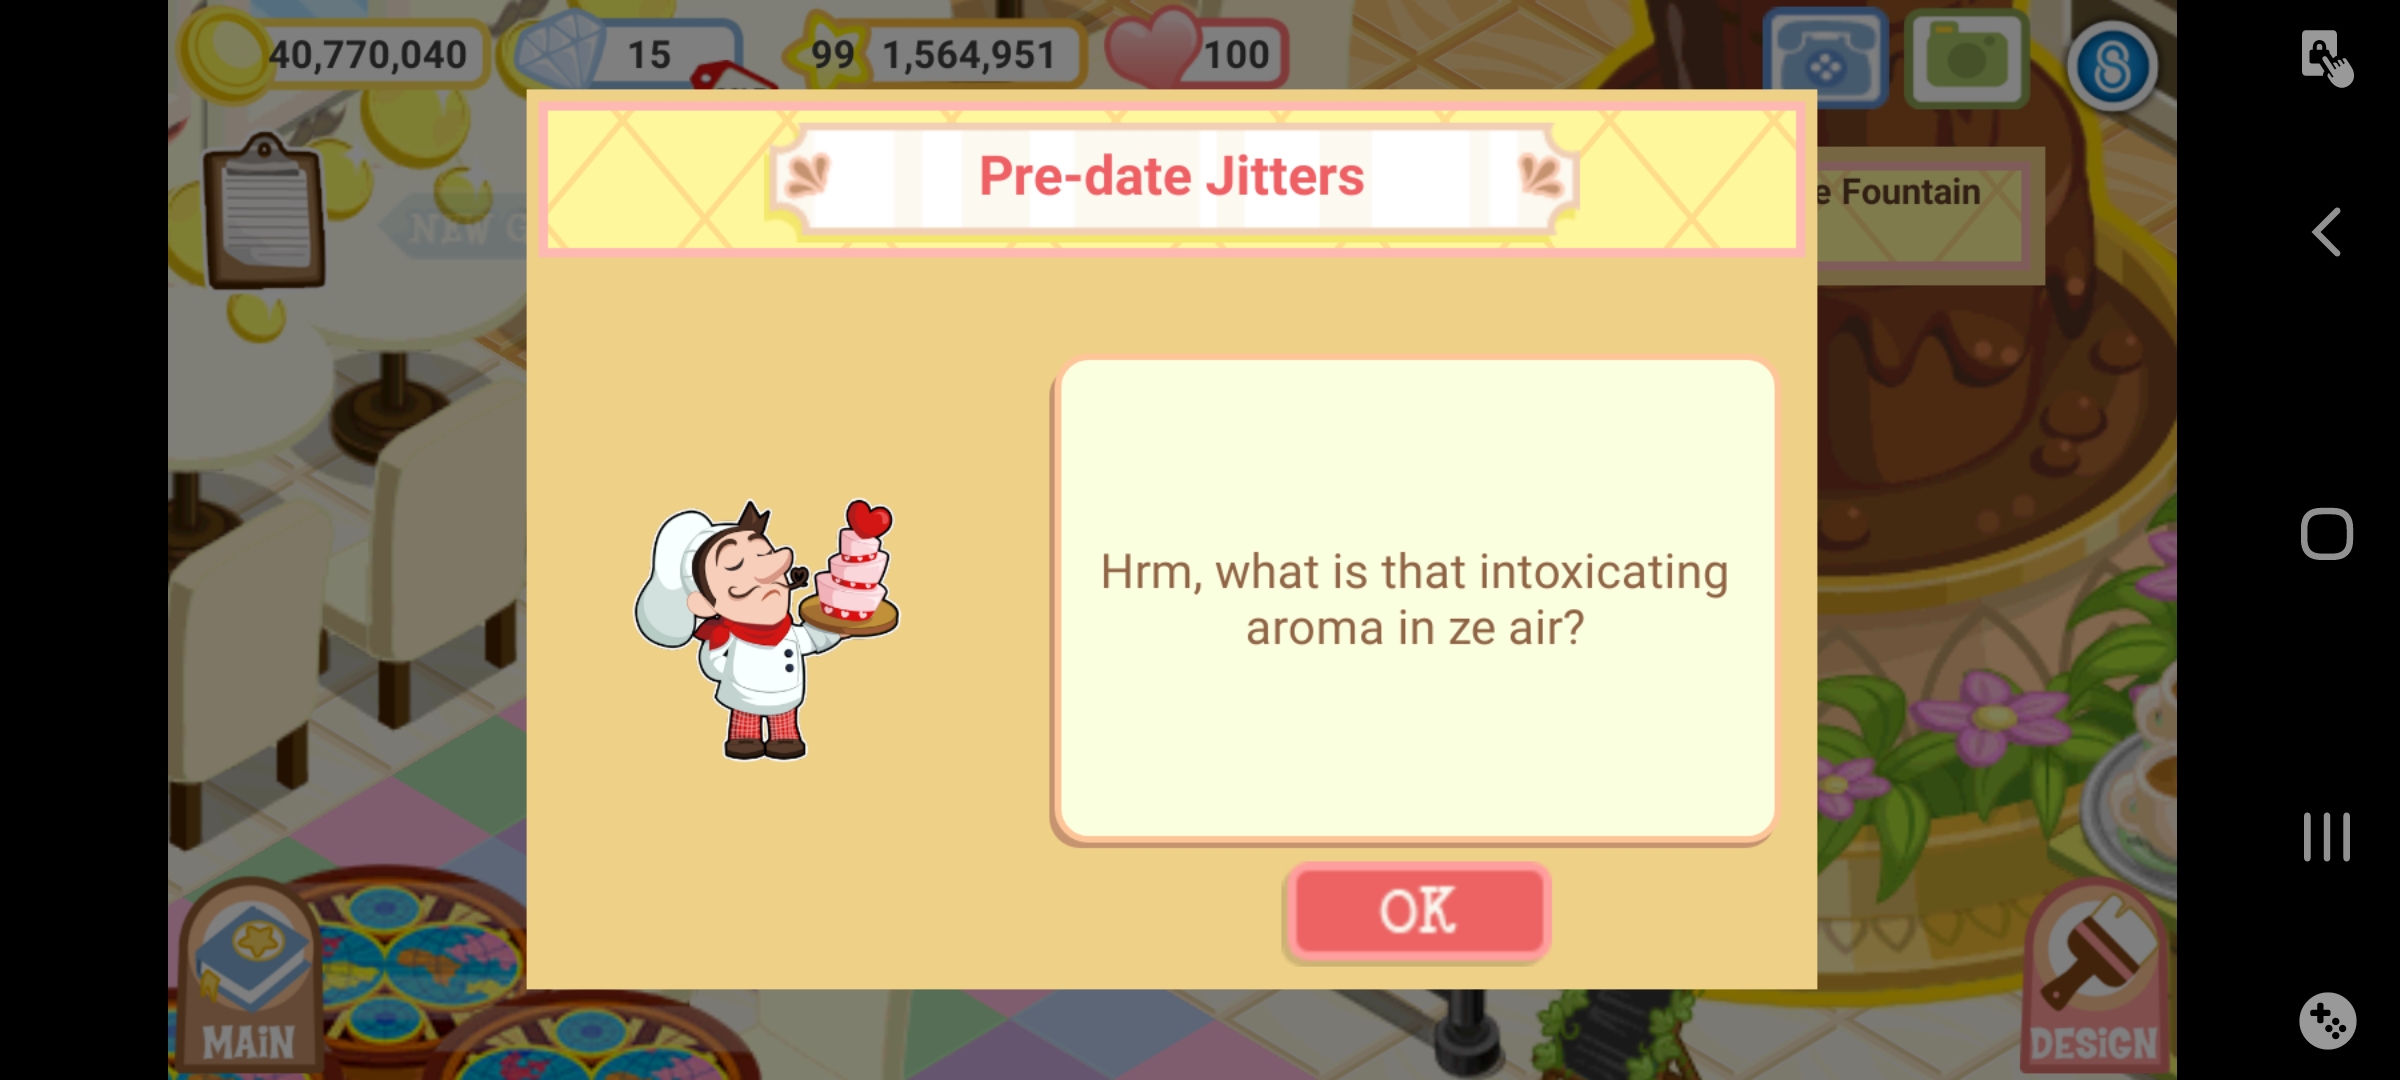 40,770,040
15
99 1,564,951
100
Pre-date Jitters
e Fountain
NEW G
Hrm, what is that intoxicating
aroma in ze air?
OK
MAiN
DESiGN